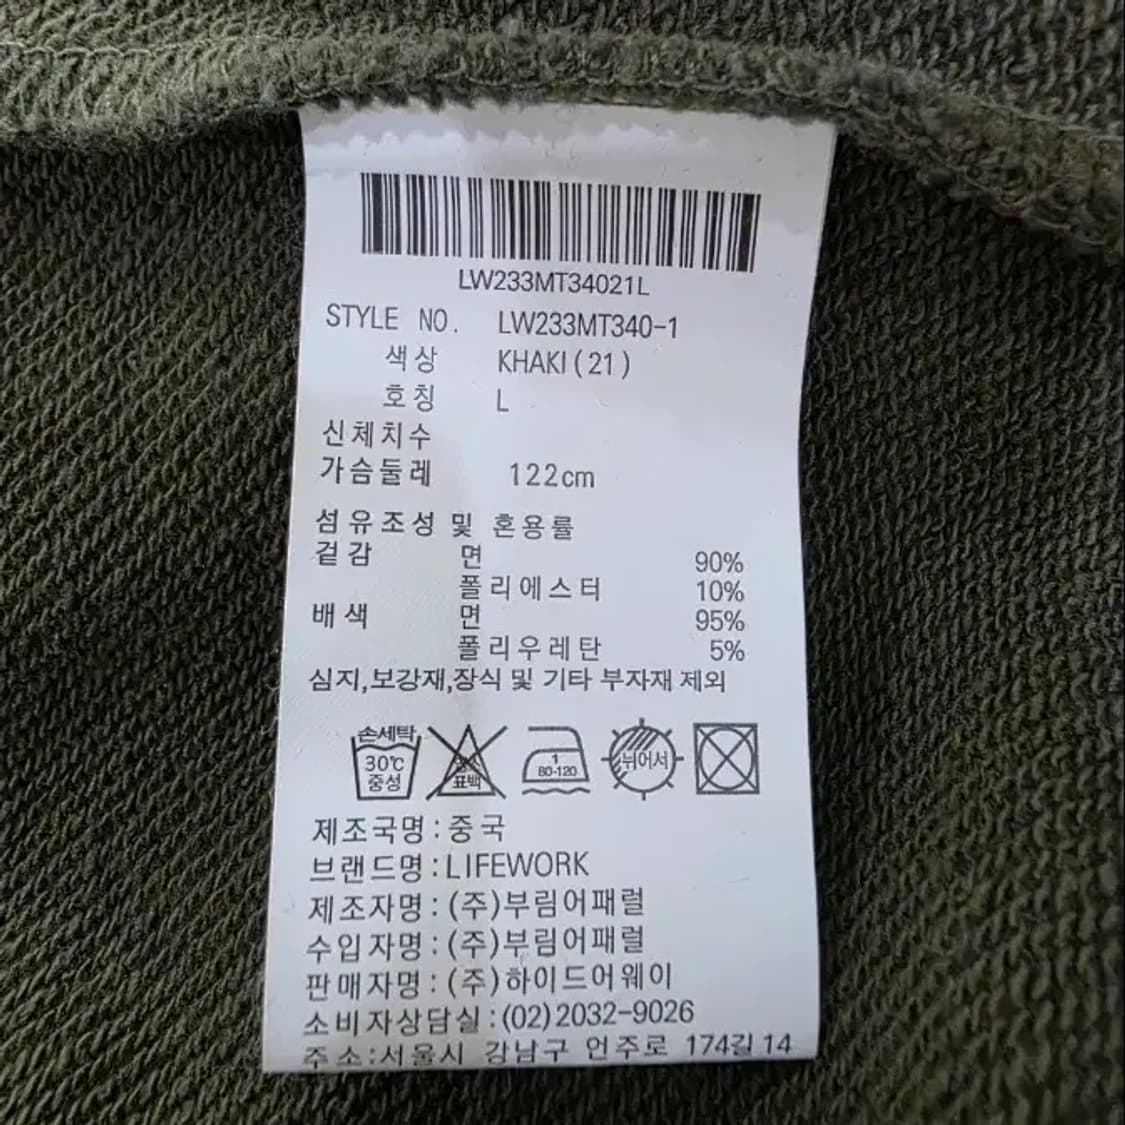 LW233MT34021L
STYLE NO. LW233MT340-1
색상 KHAKI(21)
호칭 L
신체치수
가슴둘레 122cm
섬유조성 및 혼용률
겉감 면 90%
폴리에스터 10%
배색 면 95%
폴리우레탄 5%
심지,보강재,장식 및 기타 부자재 제외
손세탁
30℃
중성
표백
1
80-120
뉘어서
제조국명:중국
브랜드명:LIFEWORK
제조자명:(주)부림어패럴
수입자명:(주)부림어패럴
판매자명:(주)하이드어웨이
소비자상담실:(02)2032-9026
주소:서울시 강남구 언주로 174길 14